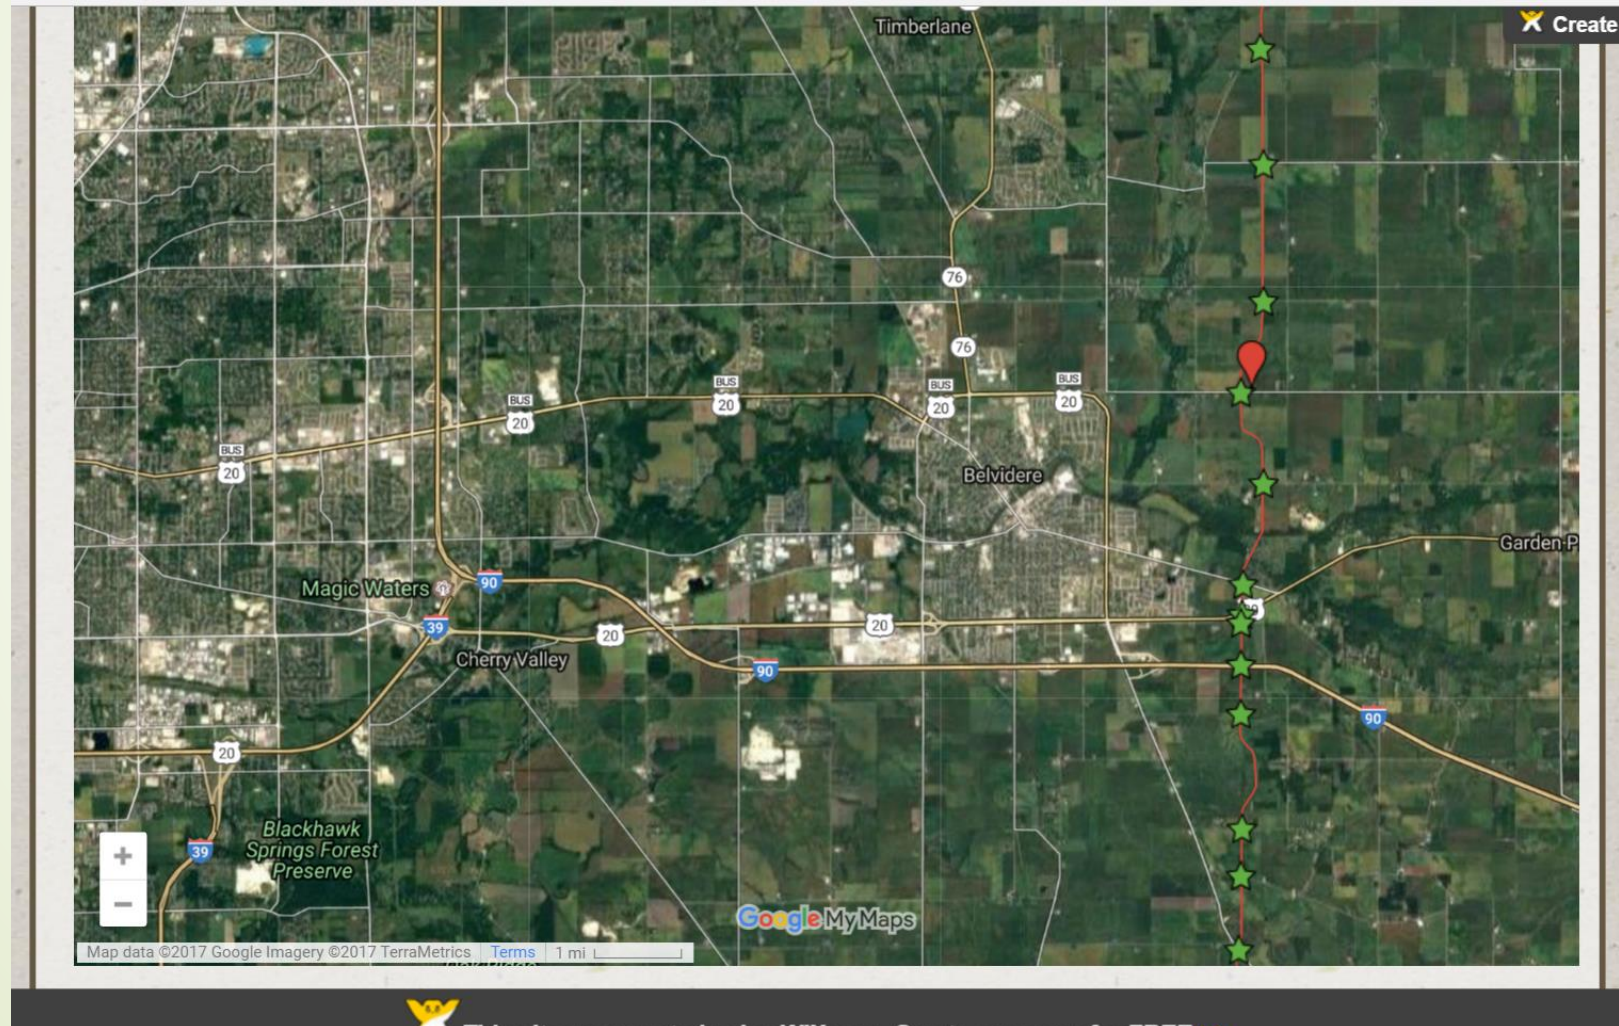 Timberlane
Create
76
76
BUS
20
BUS
20
BUS
20
BUS
20
BUS
20
Belvidere
Garden P
Magic Waters
90
39
20
20
Cherry Valley
90
90
20
Blackhawk
Springs Forest
Preserve
39
+
−
Google My Maps
Map data ©2017 Google Imagery ©2017 TerraMetrics
Terms
1 mi